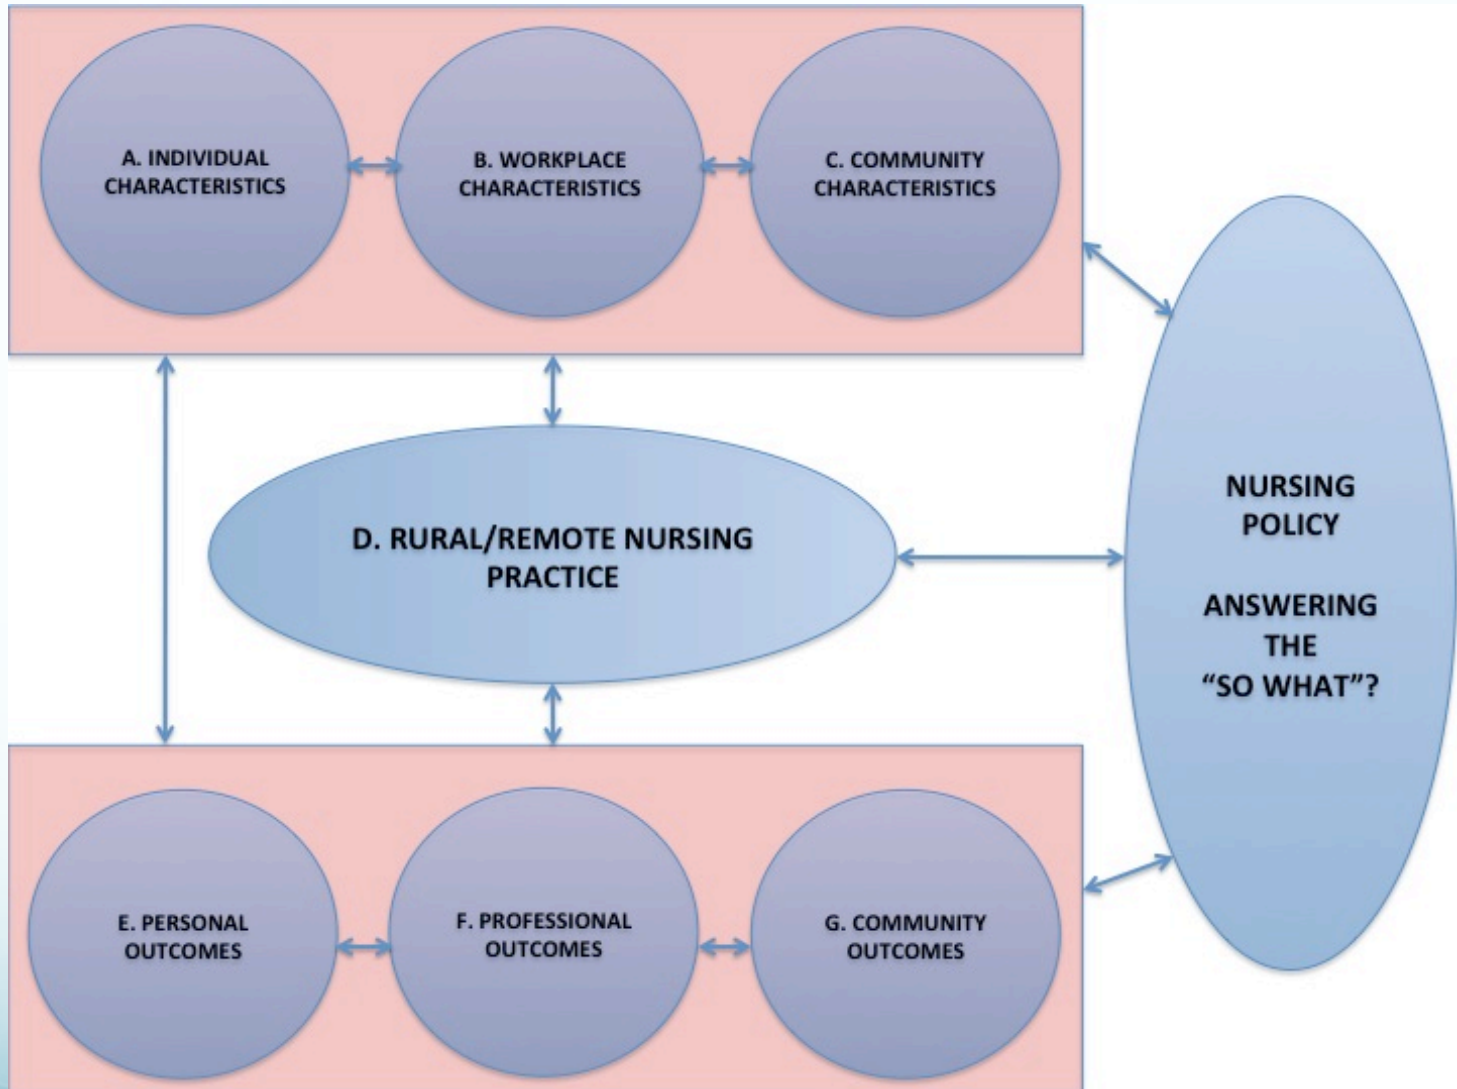 A. INDIVIDUAL
CHARACTERISTICS
B. WORKPLACE
CHARACTERISTICS
C. COMMUNITY
CHARACTERISTICS
D. RURAL/REMOTE NURSING
PRACTICE
NURSING
POLICY
ANSWERING
THE
“SO WHAT”?
E. PERSONAL
OUTCOMES
F. PROFESSIONAL
OUTCOMES
G. COMMUNITY
OUTCOMES